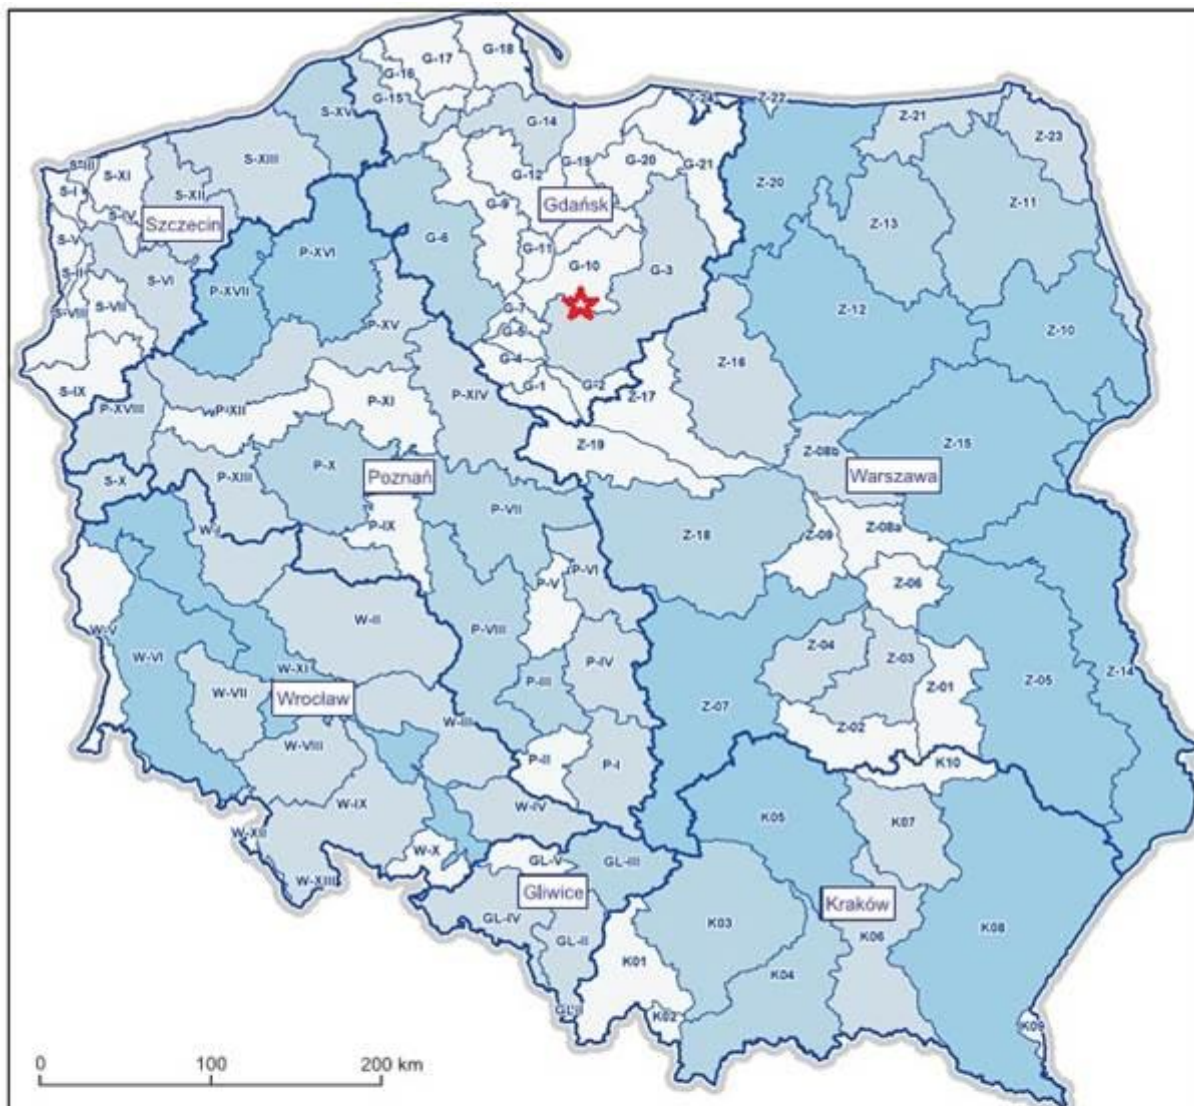 G-18
G-17
G-16
G-15
S-XV
G-14
Z-24
Z-22
Z-21
Z-23
S-III
S-XI
S-XIII
S-I
S-XII
S-IV
G-12
G-19
G-20
G-21
Z-20
Z-11
Z-13
G-9
Gdańsk
Szczecin
S-V
G-6
G-11
P-XVI
S-II
S-VI
P-XVII
G-10
G-3
S-VII
S-VIII
G-7
G-5
P-XV
Z-12
Z-10
G-4
Z-16
S-IX
G-1
G-2
Z-17
P-XVIII
P-XII
P-XI
P-XIV
Z-19
Z-08b
Z-15
P-X
Poznań
Warszawa
P-XIII
S-X
P-VII
P-IX
W-I
Z-18
Z-09
Z-08a
P-VI
P-V
Z-06
W-II
P-VIII
W-V
W-VI
Z-04
Z-03
P-IV
W-XI
P-III
Z-01
Z-05
Z-14
W-VII
Wrocław
Z-07
W-III
Z-02
W-VIII
P-II
P-I
K10
W-IX
W-IV
K05
K07
W-XII
W-X
GL-V
GL-III
W-XIII
Gliwice
Kraków
GL-IV
K03
GL-II
K06
K08
K01
K04
K02
K09
0 100 200 km